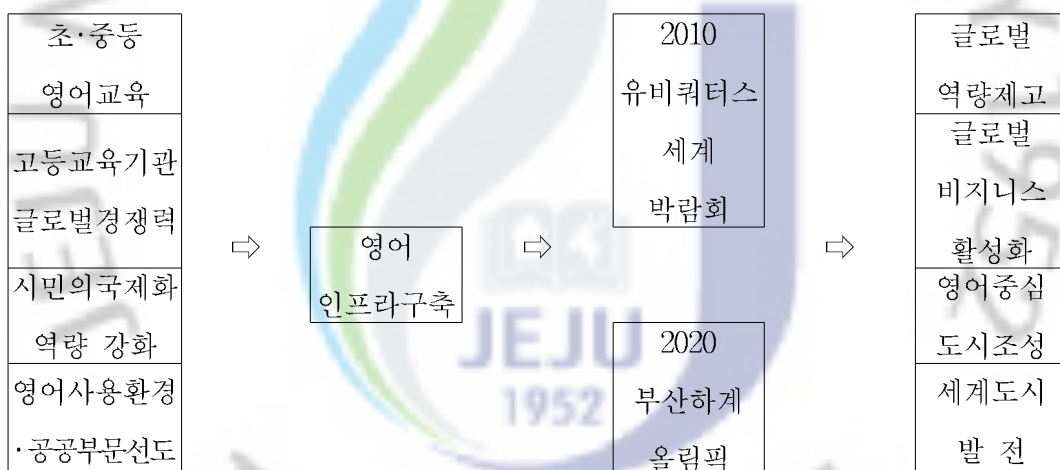 초·중등
영어교육
고등교육기관
글로벌경쟁력
시민의국제화
역량 강화
영어사용환경
·공공부문선도
⇨
영어
인프라구축
⇨
2010
유비쿼터스
세계
박람회
2020
부산하계
올림픽
⇨
글로벌
역량제고
글로벌
비지니스
활성화
영어중심
도시조성
세계도시
발 전
JEJU
1952
JEJU
N 1952